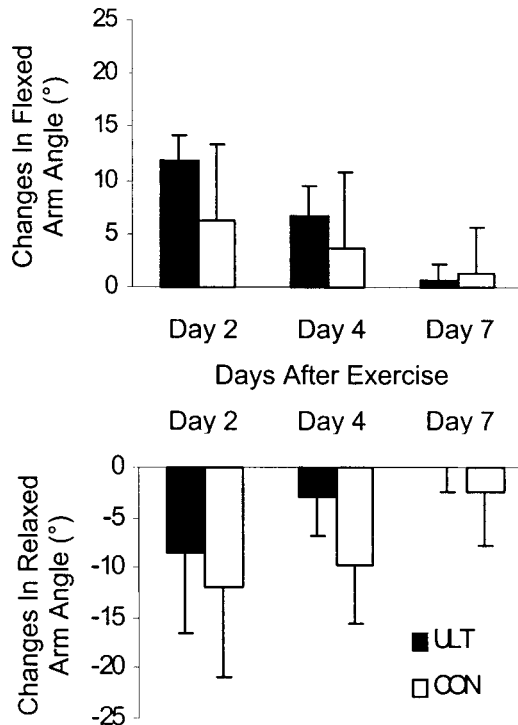 Changes In Flexed
Arm Angle (°)
25
20
15
10
5
0
Day 2 Day 4 Day 7
Days After Exercise
Day 2 Day 4 Day 7
Changes In Relaxed
Arm Angle (°)
0
-5
-10
-15
-20
-25
ULT
CON